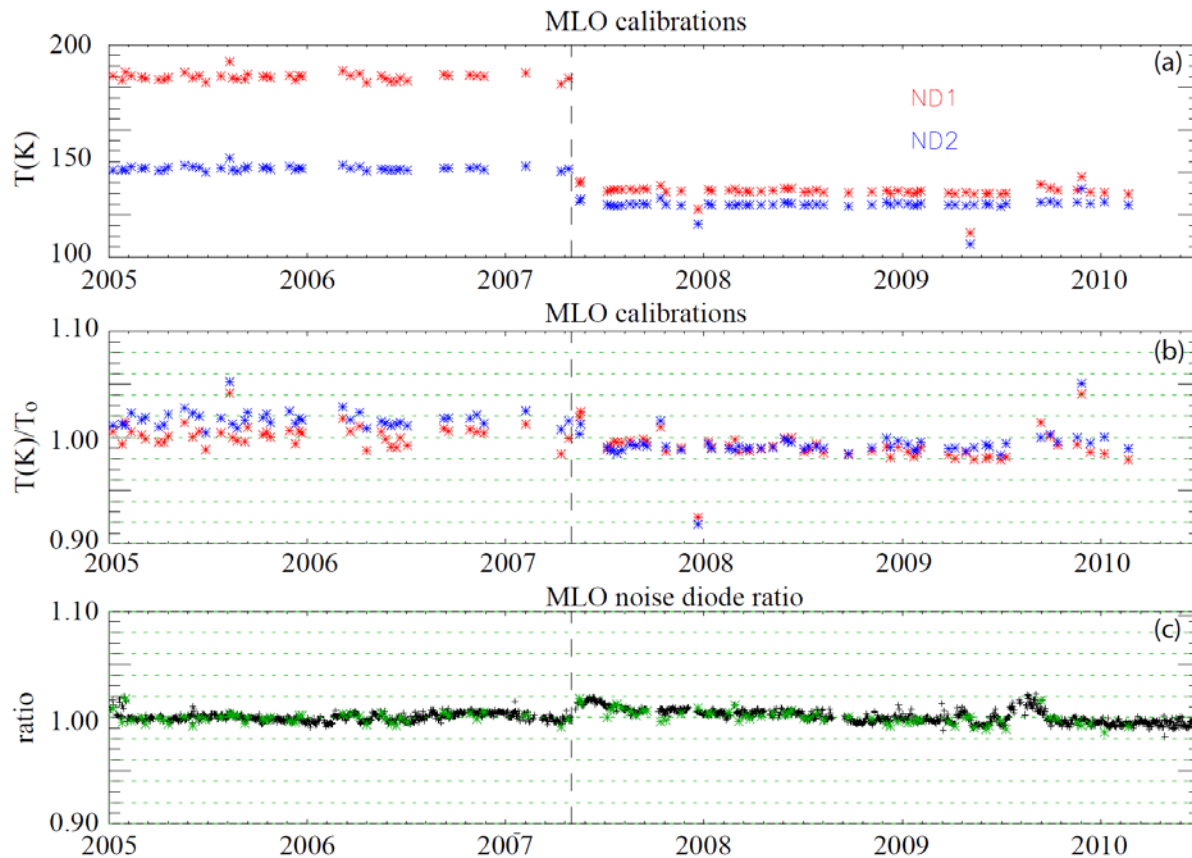 MLO calibrations
200
(a)
ND1
T(K)
150
ND2
100
2005 2006 2007 2008 2009 2010
MLO calibrations
1.10
(b)
T(K)/To
1.00
0.90
2005 2006 2007 2008 2009 2010
MLO noise diode ratio
1.10
(c)
ratio
1.00
0.90
2005 2006 2007 2008 2009 2010